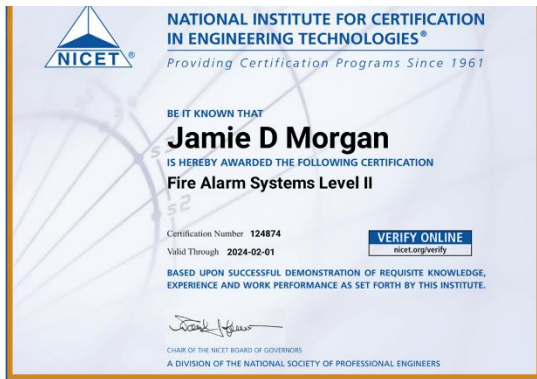 NATIONAL INSTITUTE FOR CERTIFICATION
IN ENGINEERING TECHNOLOGIES®
NICET®
Providing Certification Programs Since 1961
BE IT KNOWN THAT
Jamie D Morgan
IS HEREBY AWARDED THE FOLLOWING CERTIFICATION
Fire Alarm Systems Level II
Certification Number 124874
Valid Through 2024-02-01
VERIFY ONLINE
nicet.org/verify
BASED UPON SUCCESSFUL DEMONSTRATION OF REQUISITE KNOWLEDGE,
EXPERIENCE AND WORK PERFORMANCE AS SET FORTH BY THIS INSTITUTE.
CHAIR OF THE NICET BOARD OF GOVERNORS
A DIVISION OF THE NATIONAL SOCIETY OF PROFESSIONAL ENGINEERS